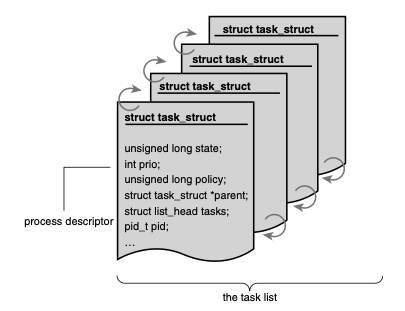 struct task_struct
struct task_struct
struct task_struct
struct task_struct
unsigned long state;
int prio;
unsigned long policy;
struct task_struct *parent;
struct list_head tasks;
pid_t pid;
...
process descriptor
the task list